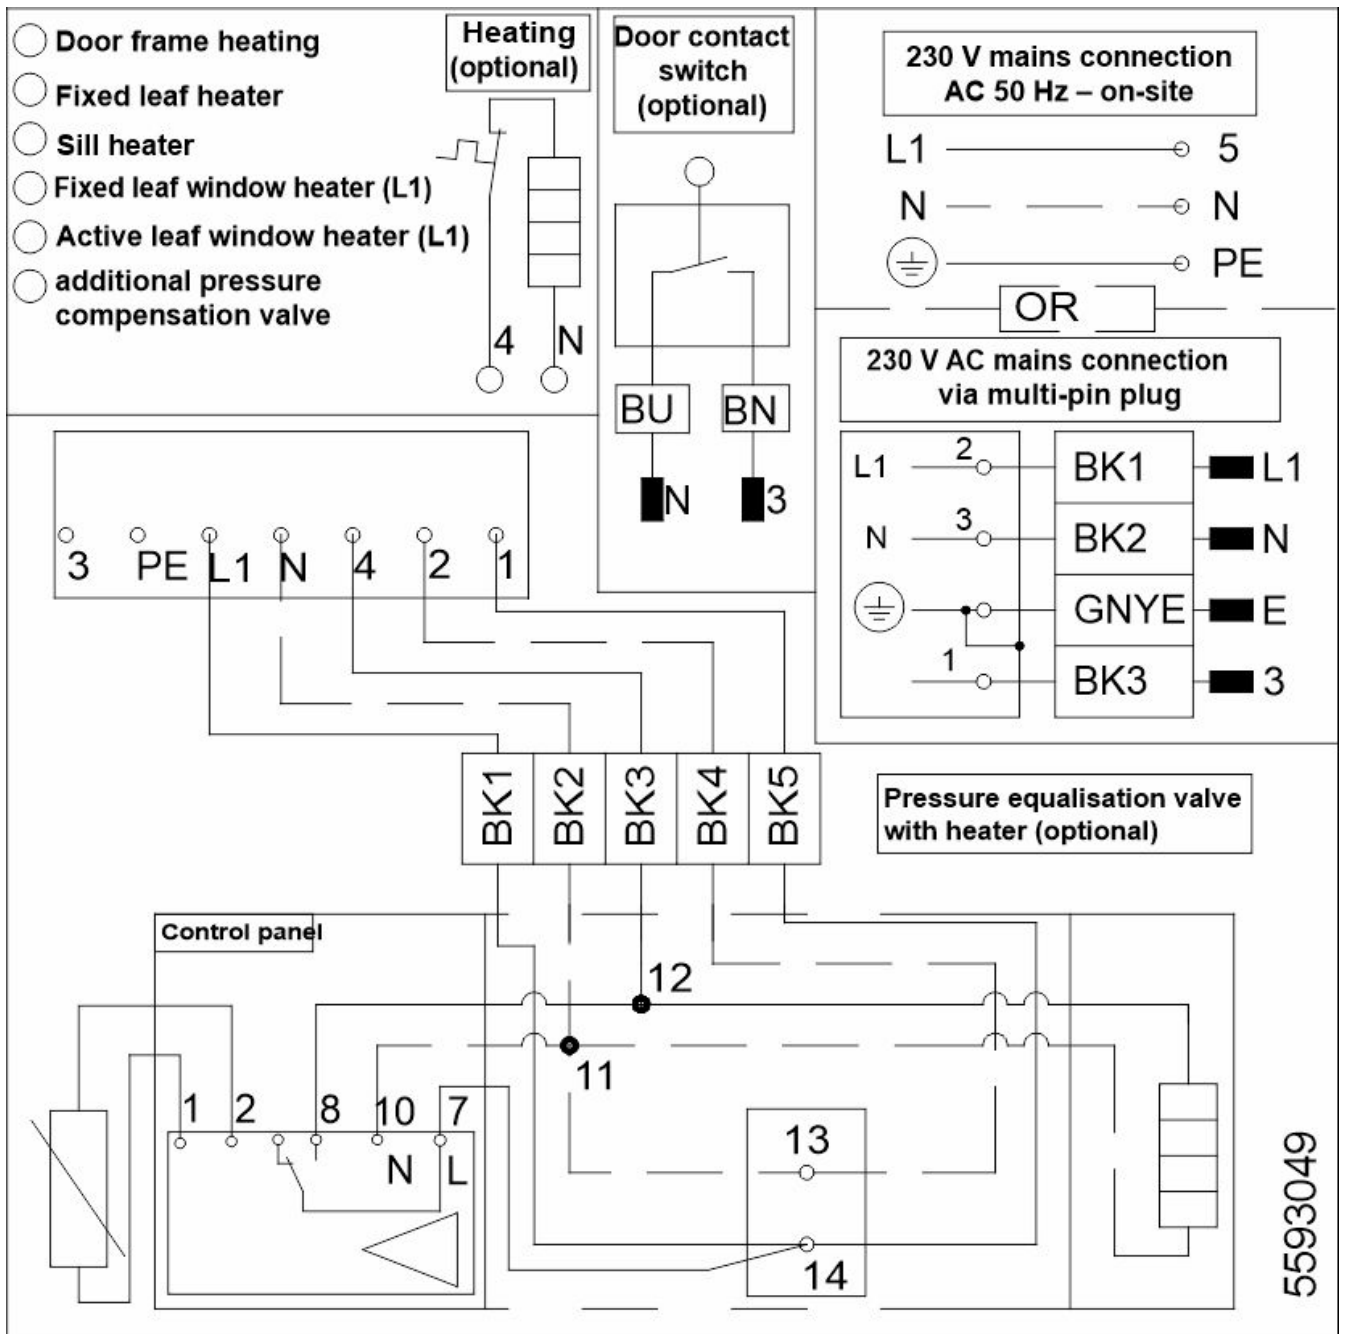 Door frame heating
Fixed leaf heater
Sill heater
Fixed leaf window heater (L1)
Active leaf window heater (L1)
additional pressure
compensation valve
Heating
(optional)
4 N
Door contact
switch
(optional)
BU BN
N 3
230 V mains connection
AC 50 Hz – on-site
L1 5
N N
PE
OR
230 V AC mains connection
via multi-pin plug
L1 2 BK1 L1
N 3 BK2 N
GNYE E
1 BK3 3
3 PE L1 N 4 2 1
BK1 BK2 BK3 BK4 BK5
Pressure equalisation valve
with heater (optional)
Control panel
12
11
1 2 8 10 7
N L
13
14
5593049